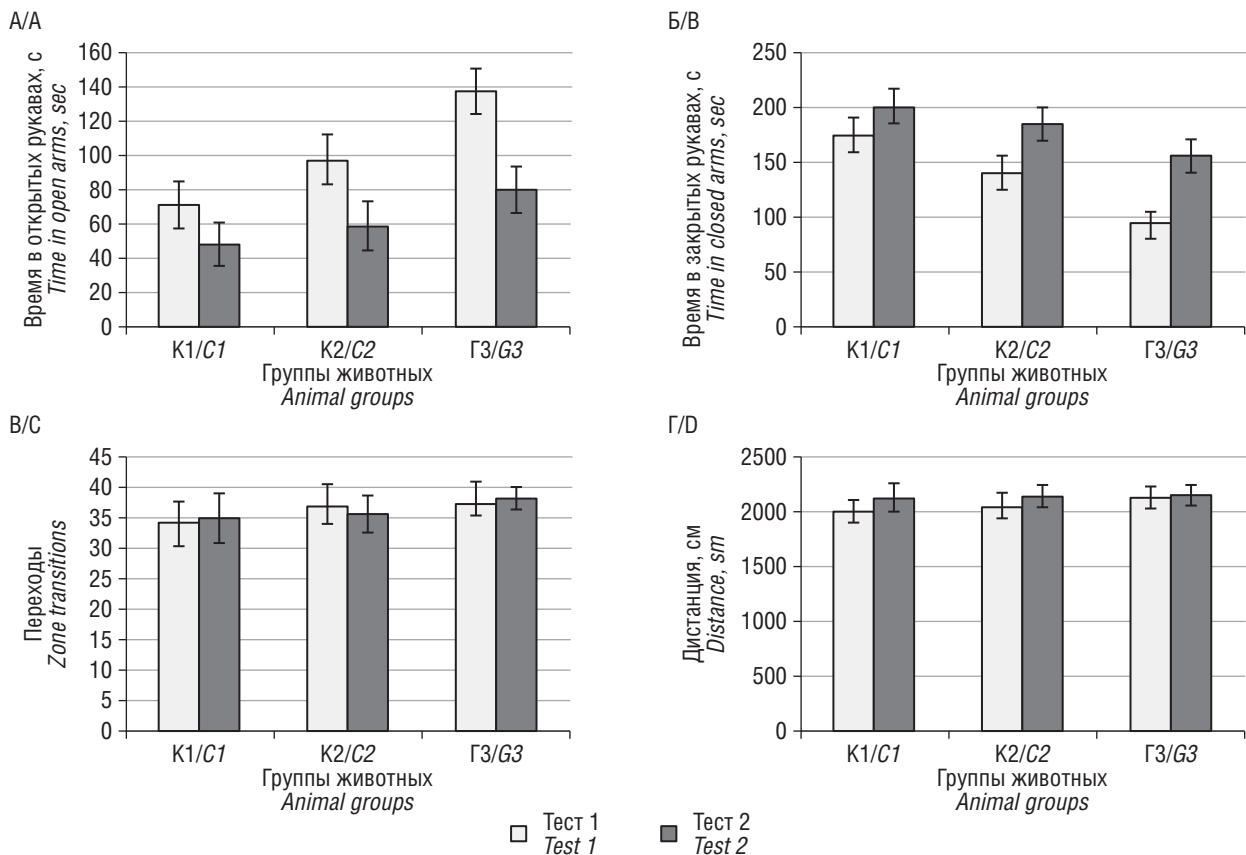 А/A
Время в открытых рукавах, с
Time in open arms, sec
160
140
120
100
80
60
40
20
0
К1/C1
К2/C2
Г3/G3
Группы животных
Animal groups
Б/B
Время в закрытых рукавах, с
Time in closed arms, sec
250
200
150
100
50
0
К1/C1
К2/C2
Г3/G3
Группы животных
Animal groups
В/C
Переходы
Zone transitions
45
40
35
30
25
20
15
10
5
0
К1/C1
К2/C2
Г3/G3
Группы животных
Animal groups
Г/D
Дистанция, см
Distance, sm
2500
2000
1500
1000
500
0
К1/C1
К2/C2
Г3/G3
Группы животных
Animal groups
Тест 1
Test 1
Тест 2
Test 2